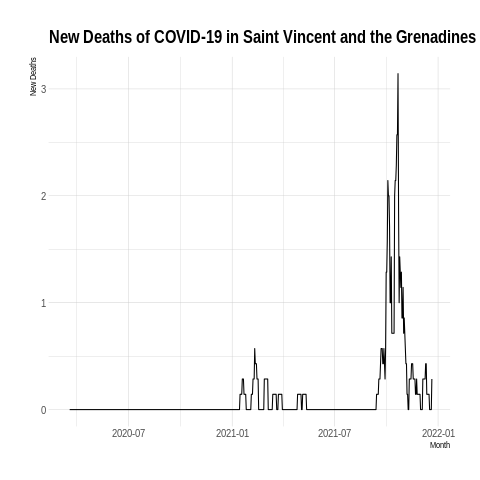 New Deaths of COVID-19 in Saint Vincent and the Grenadines
New Deaths
3
2
1
0
2020-07 2021-01 2021-07 2022-01
Month